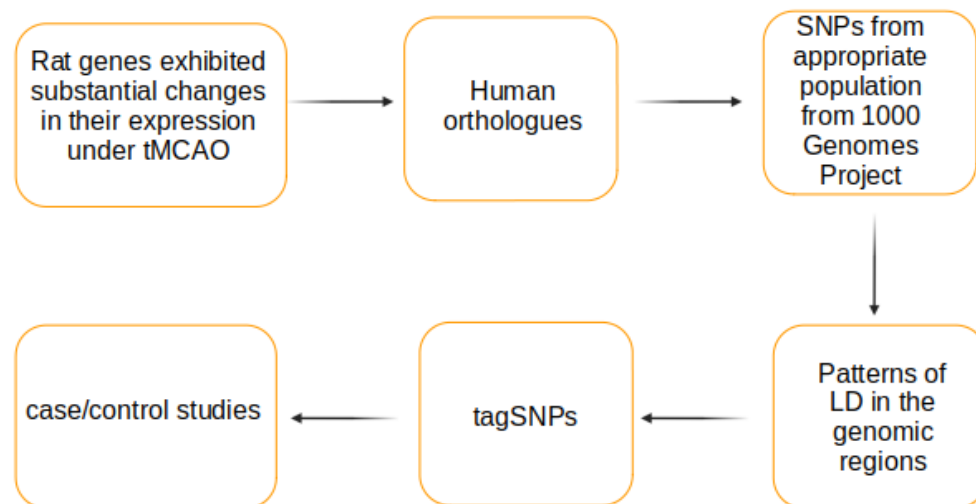 Rat genes exhibited
substantial changes
in their expression
under tMCAO
Human
orthologues
SNPs from
appropriate
population
from 1000
Genomes
Project
Patterns of
LD in the
genomic
regions
tagSNPs
case/control studies